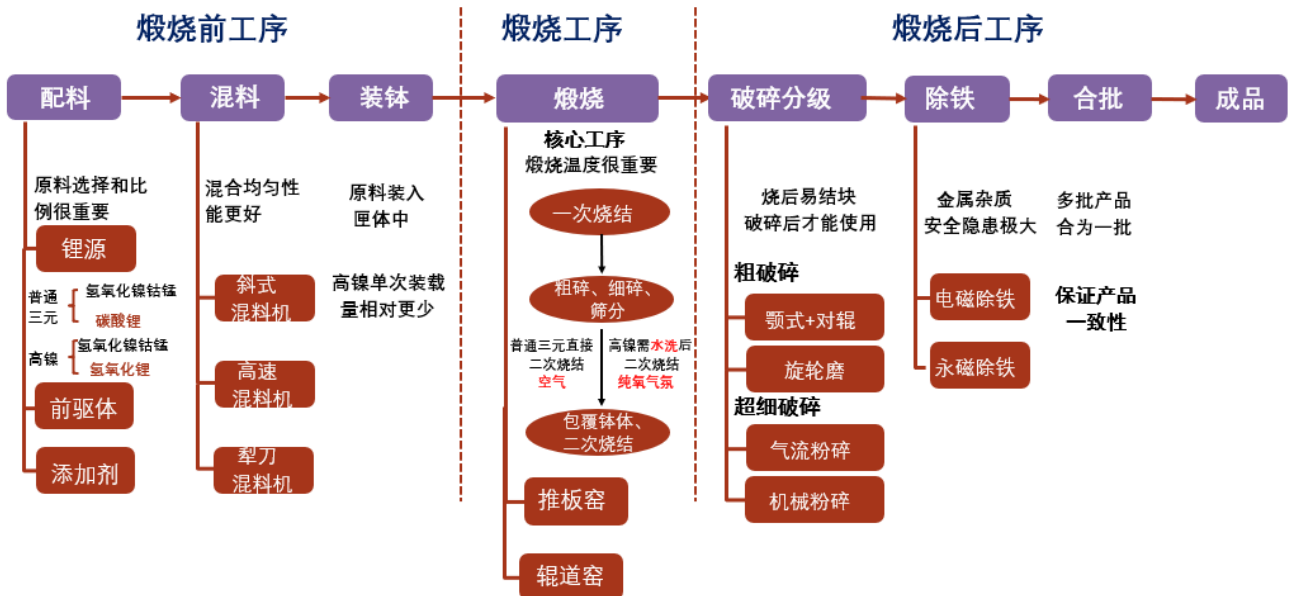 煅烧前工序
煅烧工序
煅烧后工序
配料
混料
装钵
煅烧
破碎分级
除铁
合批
成品
原料选择和比
例很重要
锂源
普通
三元
氢氧化镍钴锰
碳酸锂
高镍
氢氧化镍钴锰
氢氧化锂
前驱体
添加剂
混合均匀性
能更好
斜式
混料机
高速
混料机
犁刀
混料机
原料装入
匣体中
高镍单次装载
量相对更少
核心工序
煅烧温度很重要
一次烧结
粗碎、细碎、
筛分
普通三元直接
二次烧结
空气
高镍需水洗后
二次烧结
纯氧气氛
包覆钵体、
二次烧结
推板窑
辊道窑
烧后易结块
破碎后才能使用
粗破碎
颚式+对辊
旋轮磨
超细破碎
气流粉碎
机械粉碎
金属杂质
安全隐患极大
电磁除铁
永磁除铁
多批产品
合为一批
保证产品
一致性